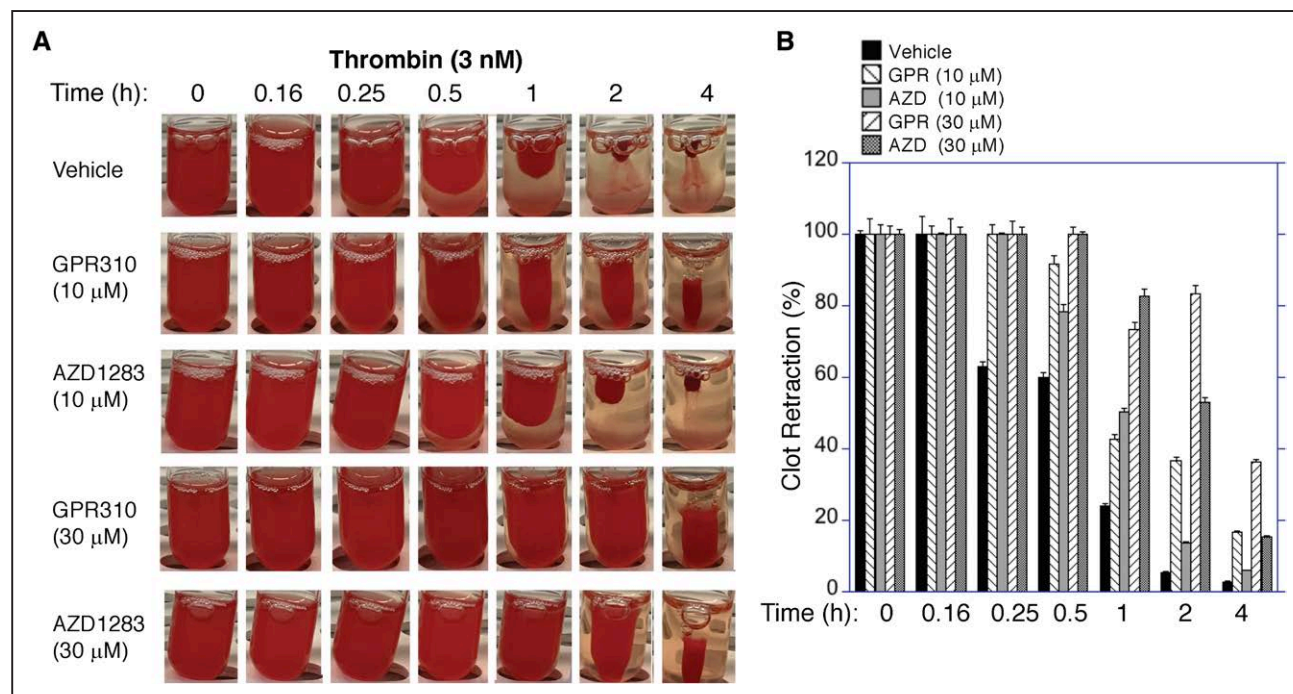 A
Thrombin (3 nM)
Time (h): 0 0.16 0.25 0.5 1 2 4
Vehicle
GPR310
(10 μM)
AZD1283
(10 μM)
GPR310
(30 μM)
AZD1283
(30 μM)
B
Vehicle
GPR (10 μM)
AZD (10 μM)
GPR (30 μM)
AZD (30 μM)
Clot Retraction (%)
120
100
80
60
40
20
0
Time (h): 0 0.16 0.25 0.5 1 2 4